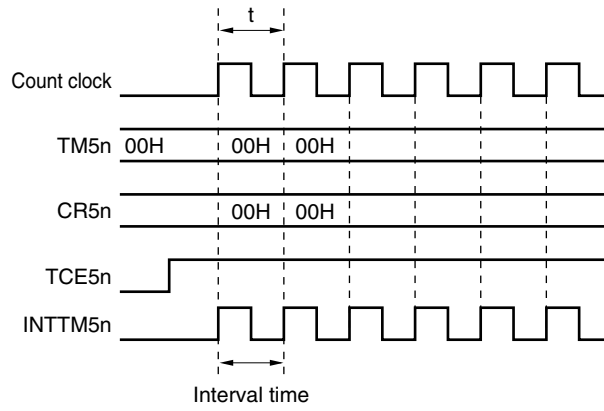 t
Count clock
TM5n 00H 00H 00H
CR5n 00H 00H
TCE5n
INTTM5n
Interval time